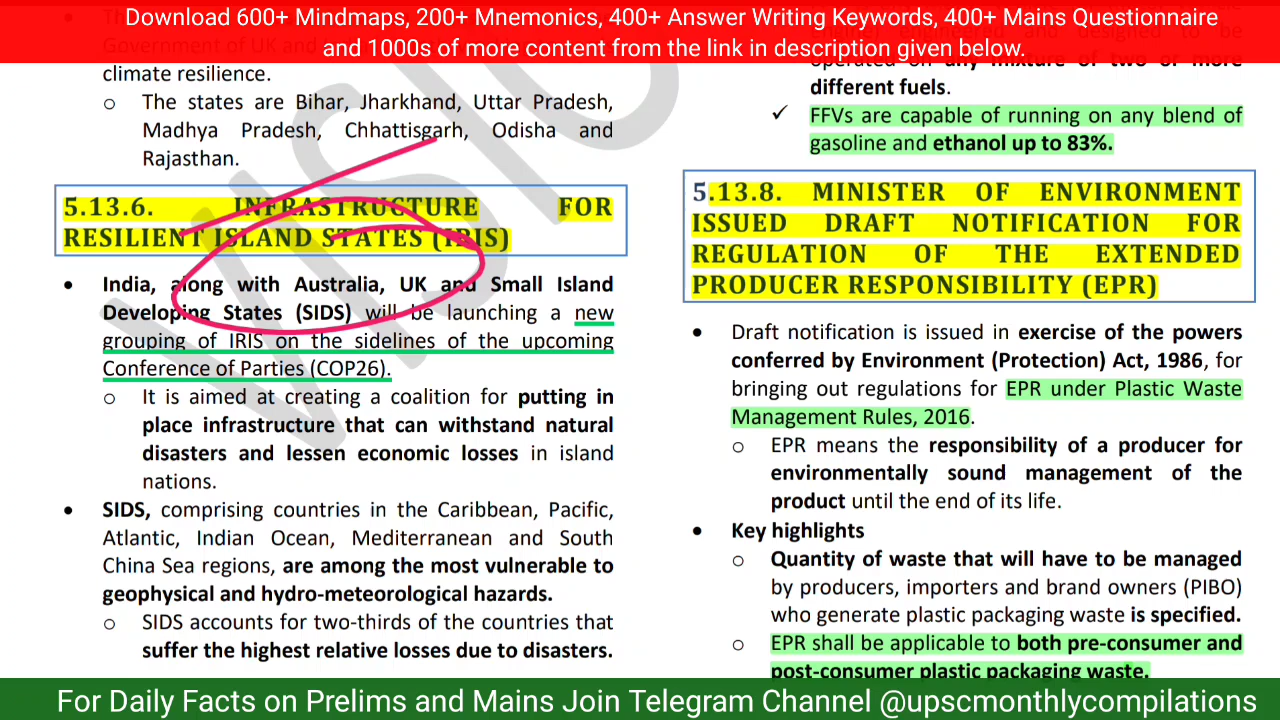 Download 600+ Mindmaps, 200+ Mnemonics, 400+ Answer Writing Keywords, 400+ Mains Questionnaire
and 1000s of more content from the link in description given below.
Government of UK and
climate resilience.
o The states are Bihar, Jharkhand, Uttar Pradesh,
Madhya Pradesh, Chhattisgarh, Odisha and
Rajasthan.
5.13.6. INFRASTRUCTURE FOR
RESILIENT ISLAND STATES (IRIS)
• India, along with Australia, UK and Small Island
Developing States (SIDS) will be launching a new
grouping of IRIS on the sidelines of the upcoming
Conference of Parties (COP26).
o It is aimed at creating a coalition for putting in
place infrastructure that can withstand natural
disasters and lessen economic losses in island
nations.
• SIDS, comprising countries in the Caribbean, Pacific,
Atlantic, Indian Ocean, Mediterranean and South
China Sea regions, are among the most vulnerable to
geophysical and hydro-meteorological hazards.
o SIDS accounts for two-thirds of the countries that
suffer the highest relative losses due to disasters.
operated on any mixture of two or more
different fuels.
✓ FFVs are capable of running on any blend of
gasoline and ethanol up to 83%.
5.13.8. MINISTER OF ENVIRONMENT
ISSUED DRAFT NOTIFICATION FOR
REGULATION OF THE EXTENDED
PRODUCER RESPONSIBILITY (EPR)
• Draft notification is issued in exercise of the powers
conferred by Environment (Protection) Act, 1986, for
bringing out regulations for EPR under Plastic Waste
Management Rules, 2016.
o EPR means the responsibility of a producer for
environmentally sound management of the
product until the end of its life.
• Key highlights
o Quantity of waste that will have to be managed
by producers, importers and brand owners (PIBO)
who generate plastic packaging waste is specified.
o EPR shall be applicable to both pre-consumer and
post-consumer plastic packaging waste.
For Daily Facts on Prelims and Mains Join Telegram Channel @upscmonthlycompilations